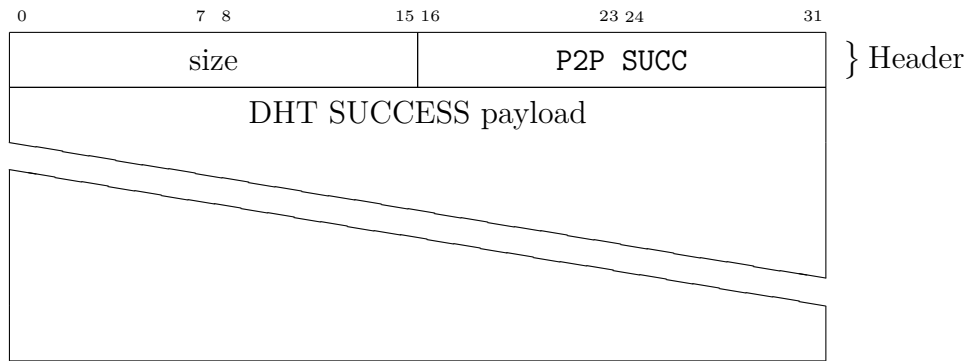 0 7 8 15 16 23 24 31
size P2P SUCC } Header
DHT SUCCESS payload